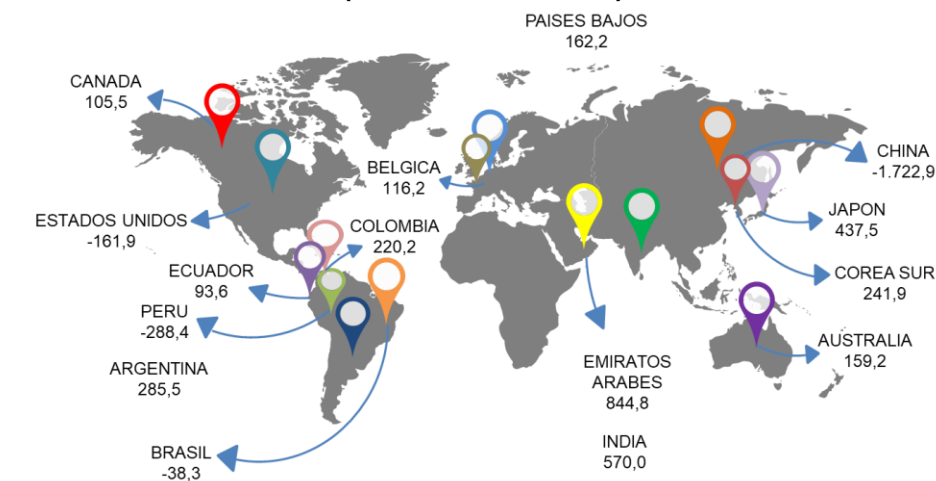 PAISES BAJOS
162,2
CANADA
105,5
CHINA
-1.722,9
BELGICA
116,2
ESTADOS UNIDOS
-161,9
COLOMBIA
220,2
JAPON
437,5
ECUADOR
93,6
COREA SUR
241,9
PERU
-288,4
AUSTRALIA
159,2
ARGENTINA
285,5
EMIRATOS
ARABES
844,8
INDIA
570,0
BRASIL
-38,3